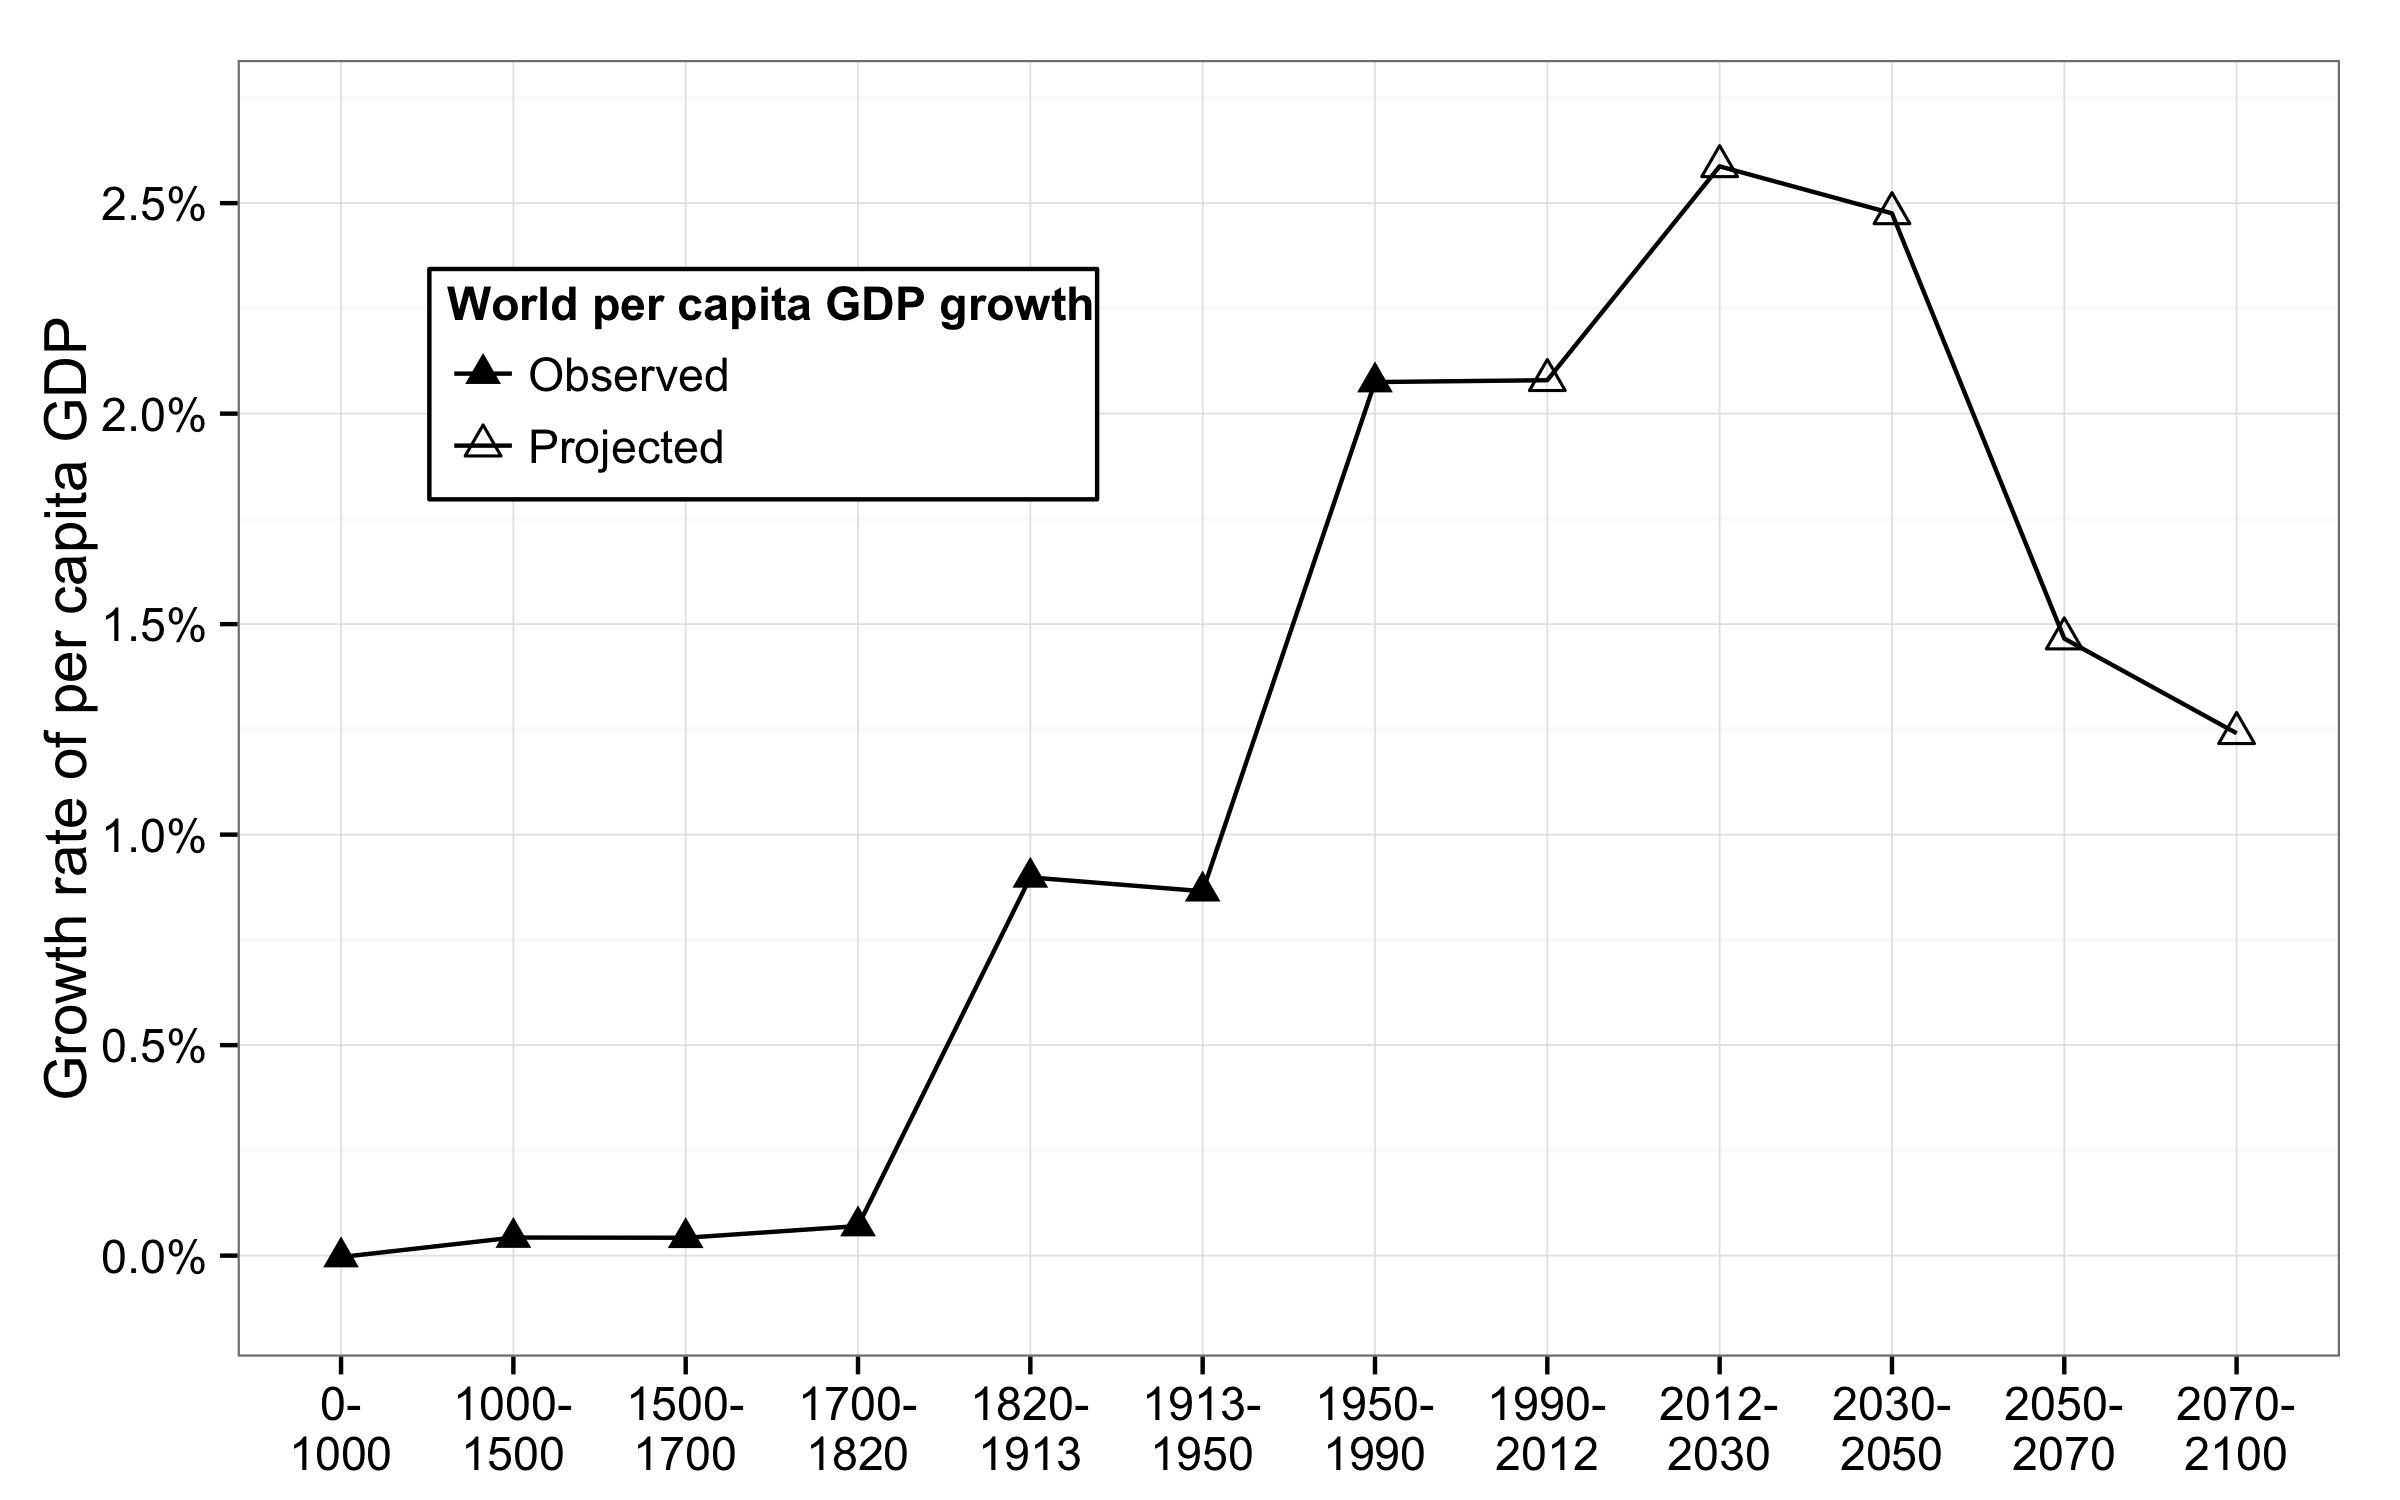 Growth rate of per capita GDP
2.5%
2.0%
1.5%
1.0%
0.5%
0.0%
World per capita GDP growth
Observed
Projected
0- 1000- 1500- 1700- 1820- 1913- 1950- 1990- 2012- 2030- 2050- 2070-
1000 1500 1700 1820 1913 1950 1990 2012 2030 2050 2070 2100